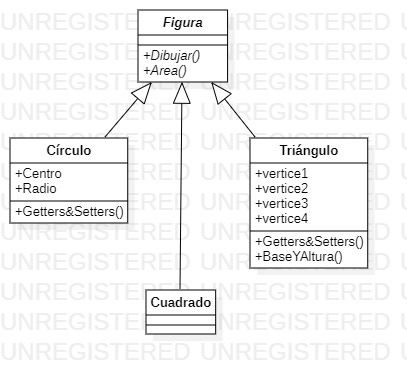 Figura
+Dibujar()
+Area()
Círculo
+Centro
+Radio
+Getters&Setters()
Triángulo
+vertice1
+vertice2
+vertice3
+vertice4
+Getters&Setters()
+BaseYAltura()
Cuadrado
UNREGISTERED UNREGISTERED U
UNREGISTERED UNREGISTERED U
UNREGISTERED UNREGISTERED U
UNREGISTERED UNREGISTERED U
UNREGISTERED UNREGISTERED U
UNREGISTERED UNREGISTERED U
UNREGISTERED UNREGISTERED U
UNREGISTERED UNREGISTERED U
UNREGISTERED UNREGISTERED U
UNREGISTERED UNREGISTERED U
UNREGISTERED UNREGISTERED U
UNREGISTERED UNREGISTERED U